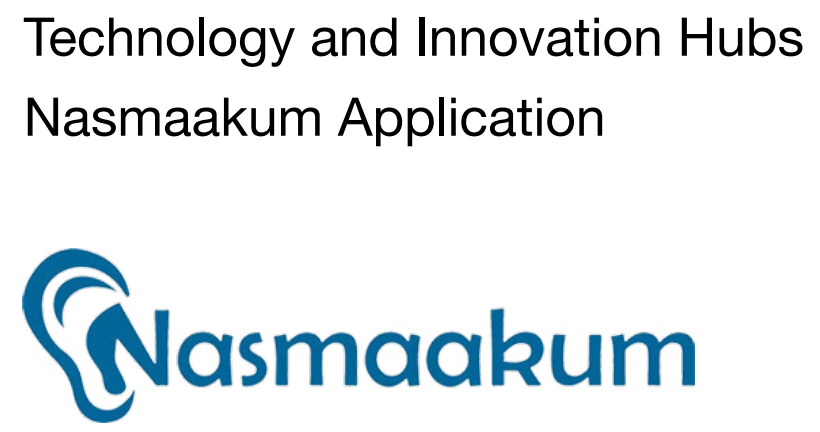 Technology and Innovation Hubs
Nasmaakum Application
Nasmaakum